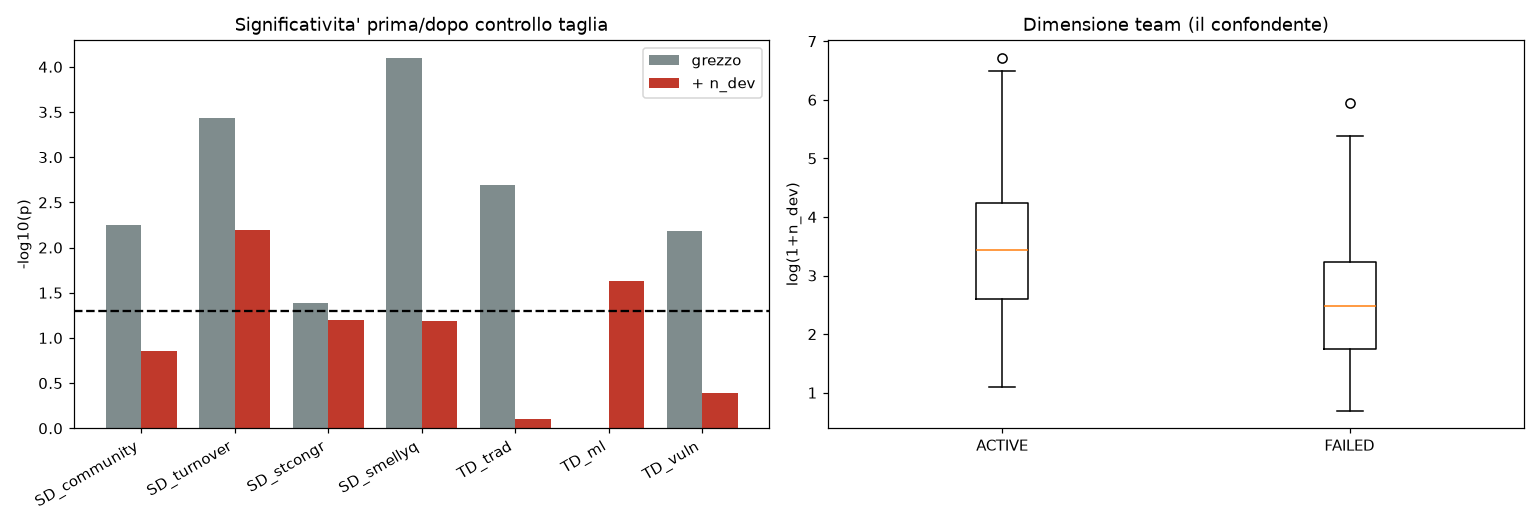 Significativita' prima/dopo controllo taglia
grezzo
+ n_dev
-log10(p)
4.0
3.5
3.0
2.5
2.0
1.5
1.0
0.5
0.0
SD_community
SD_turnover
SD_stcongr
SD_smellyq
TD_trad
TD_ml
TD_vuln
Dimensione team (il confondente)
log(1+n_dev)
7
6
5
4
3
2
1
ACTIVE
FAILED